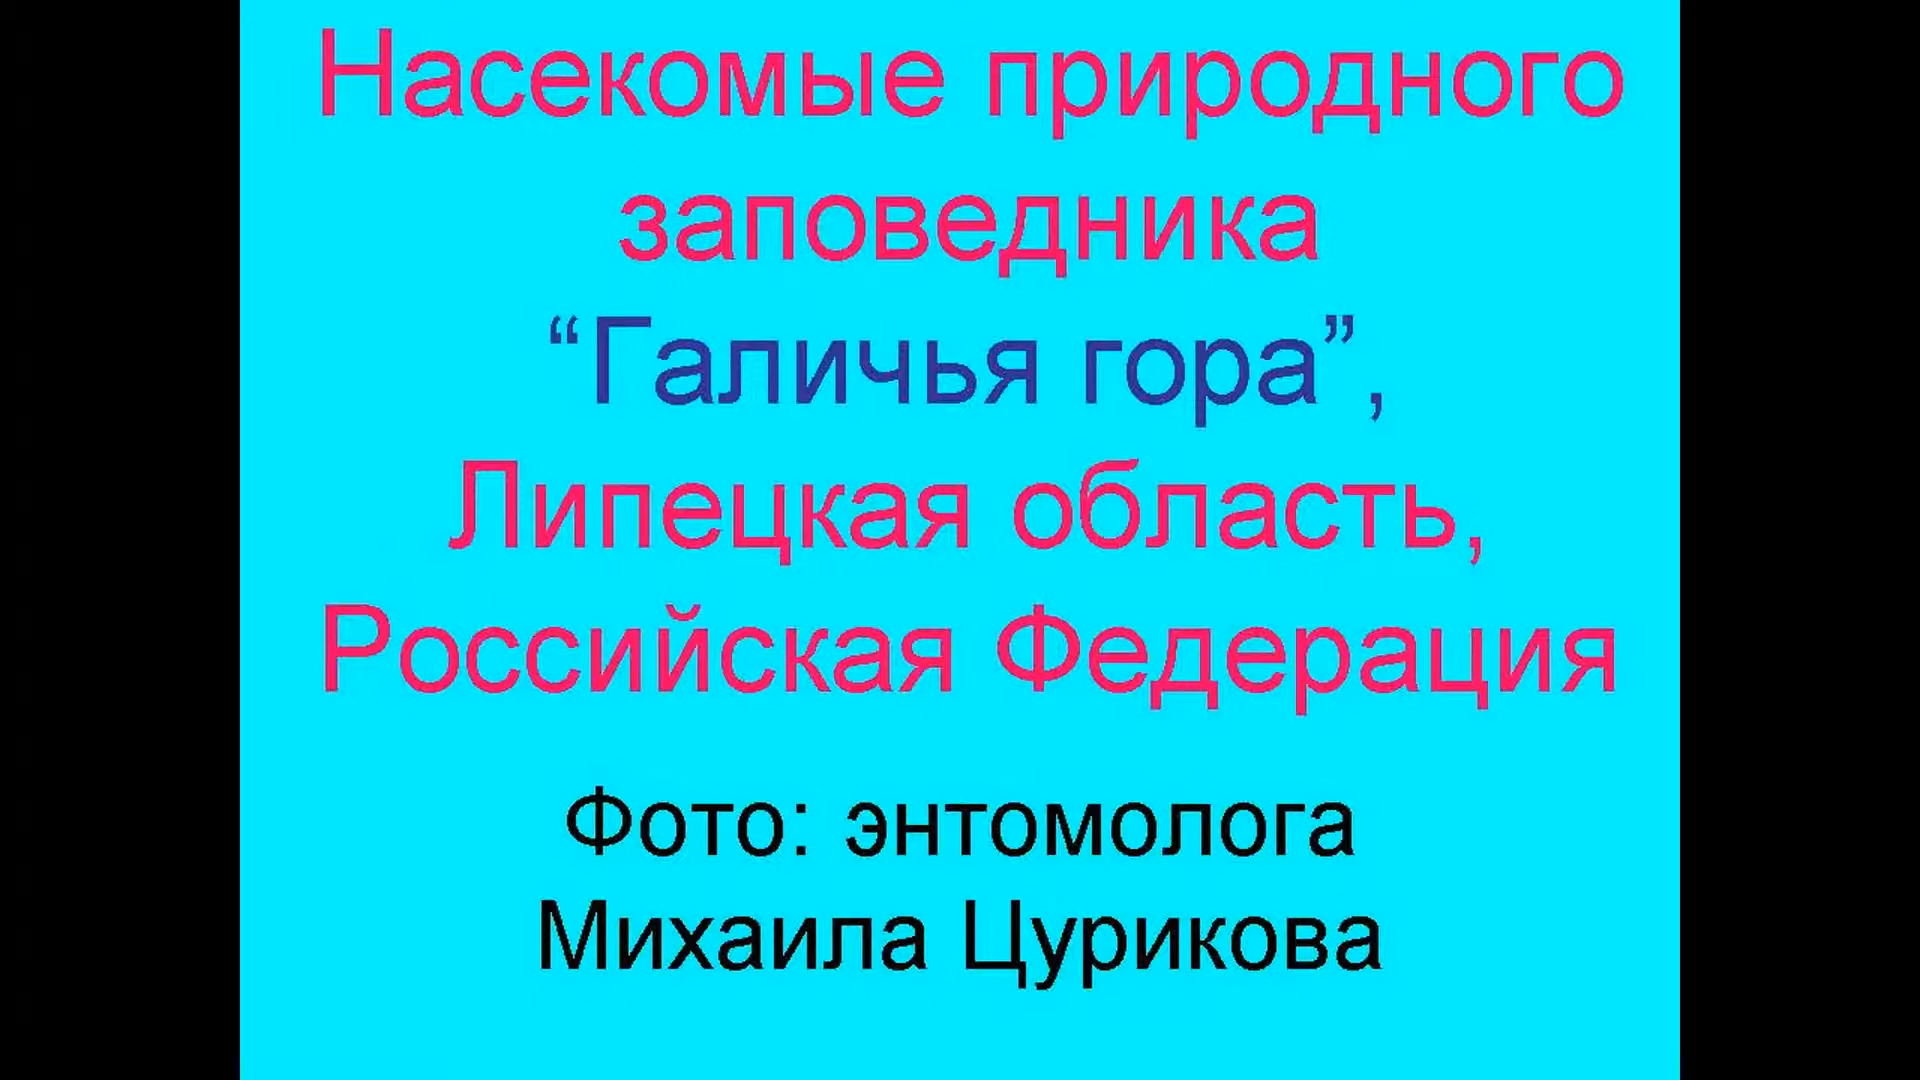 Насекомые природного
заповедника
“Галичья гора”,
Липецкая область,
Российская Федерация
Фото: энтомолога
Михаила Цурикова